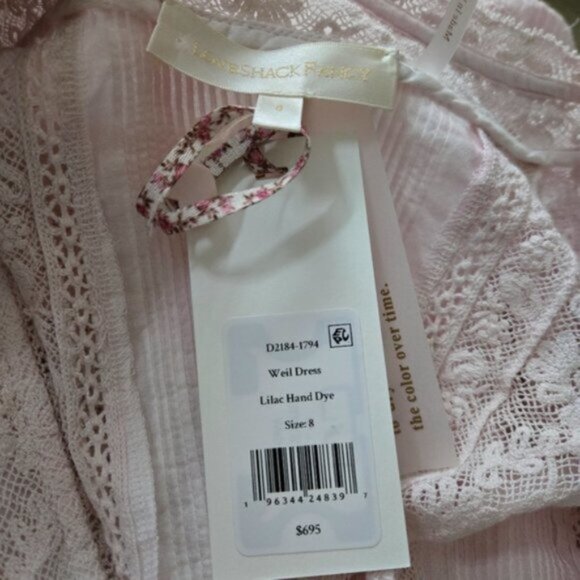 LOVESHACKFANCY
D2184-1794
Weil Dress
Lilac Hand Dye
Size: 8
1 96344 24839 7
$695
the color over time.